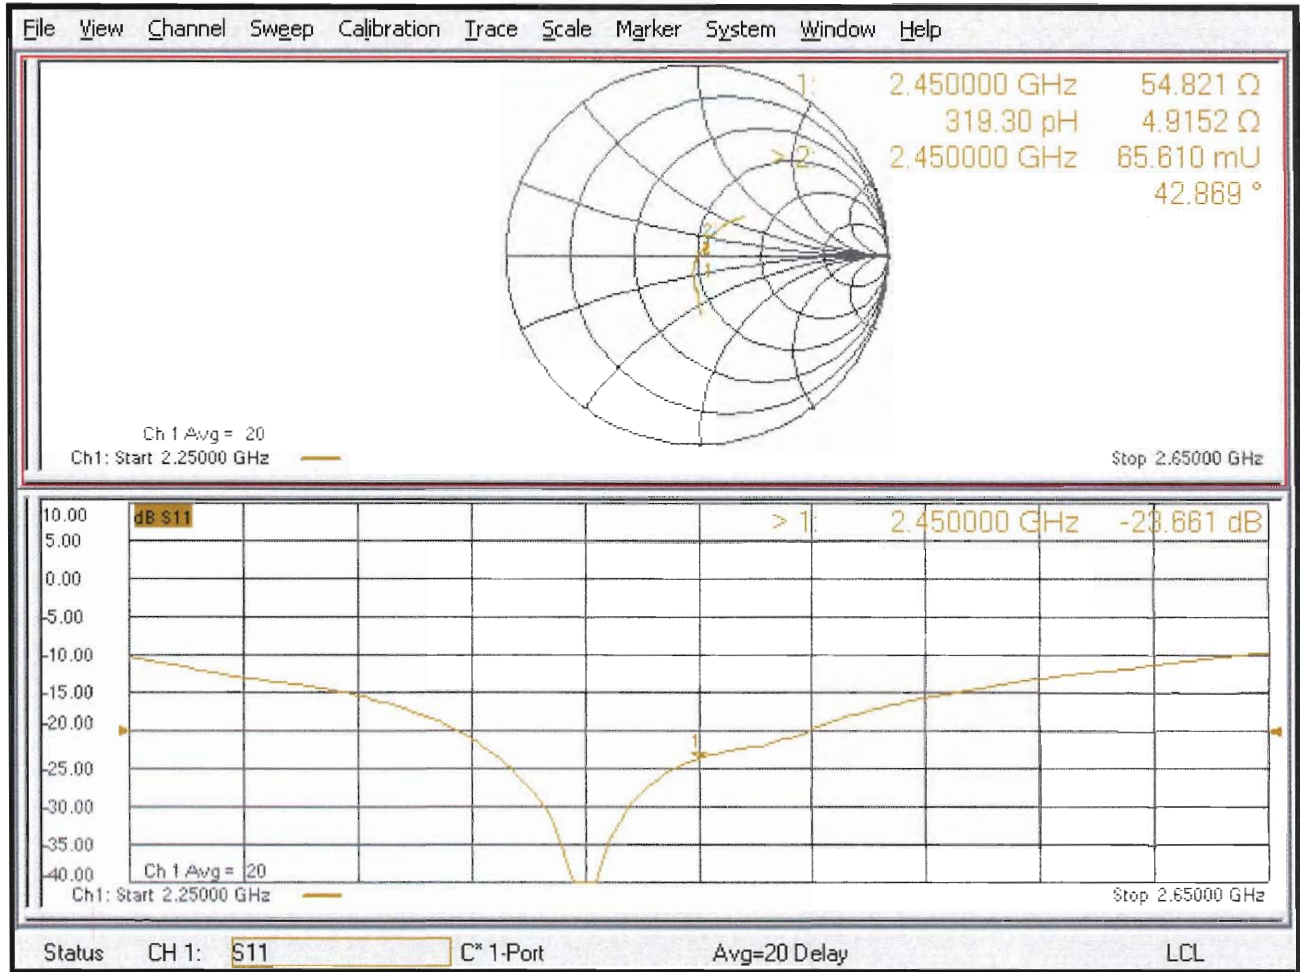 File View Channel Sweep Calibration Trace Scale Marker System Window Help
1: 2.450000 GHz 54.821 Ω
319.30 pH 4.9152 Ω
> 2: 2.450000 GHz 65.610 mU
42.869 °
2
1
Ch 1 Avg = 20
Ch1: Start 2.25000 GHz
Stop 2.65000 GHz
10.00
dB S11
> 1: 2.450000 GHz -23.661 dB
5.00
0.00
-5.00
-10.00
-15.00
-20.00
1
-25.00
-30.00
-35.00
-40.00
Ch 1 Avg = 20
Ch1: Start 2.25000 GHz
Stop 2.65000 GHz
Status CH 1: S11 C* 1-Port Avg=20 Delay LCL